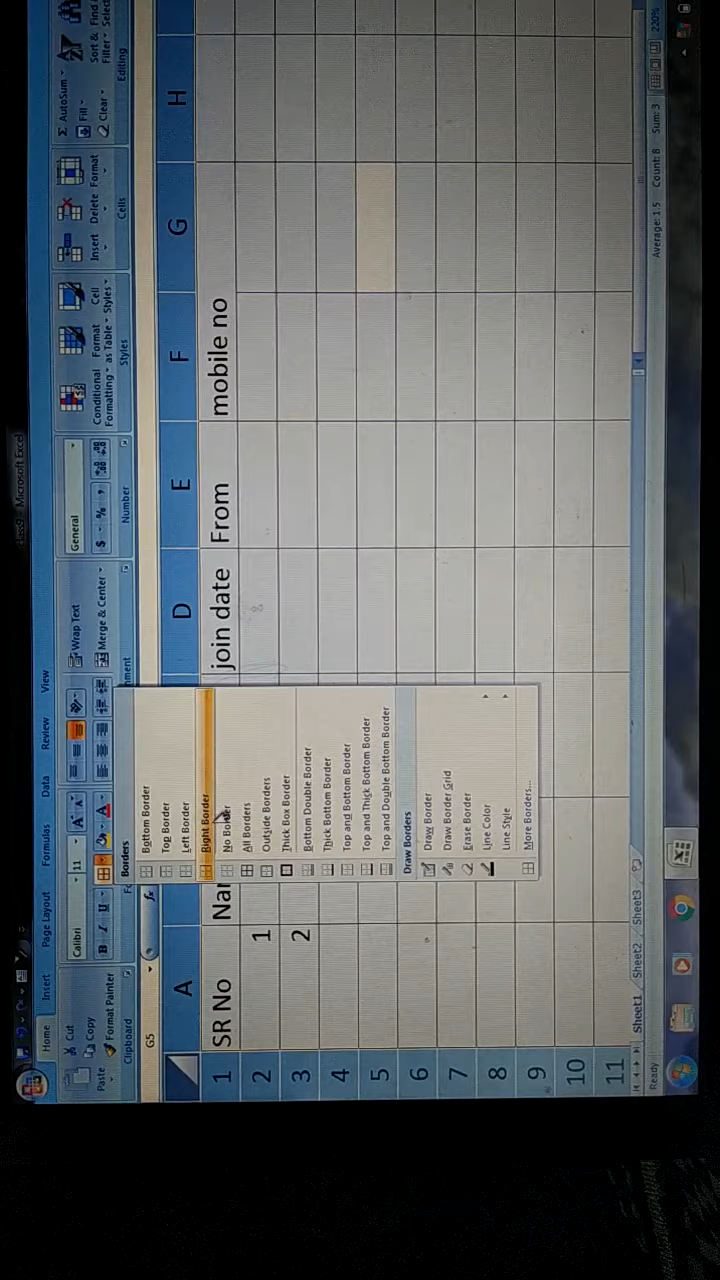 Book2 - Microsoft Excel
Home Insert Page Layout Formulas Data Review View
Paste
Cut
Copy
Format Painter
Clipboard
Calibri 11
B I U
Wrap Text
Merge & Center
General
$ % ,
Number
Conditional Formatting
Format as Table
Cell Styles
Styles
Insert Delete Format
Cells
Σ AutoSum
Fill
Clear
Sort & Filter
Editing
G5 fx
A D E F G H
1 SR No join date From mobile no
2 1
3 2
4
5
6
7
8
9
10
11
Borders
Bottom Border
Top Border
Left Border
Right Border
No Border
All Borders
Outside Borders
Thick Box Border
Bottom Double Border
Thick Bottom Border
Top and Bottom Border
Top and Thick Bottom Border
Top and Double Bottom Border
Draw Borders
Draw Border
Draw Border Grid
Erase Border
Line Color
Line Style
More Borders...
Sheet1 Sheet2 Sheet3
Ready Average: 1.5 Count: 8 Sum: 3 220%